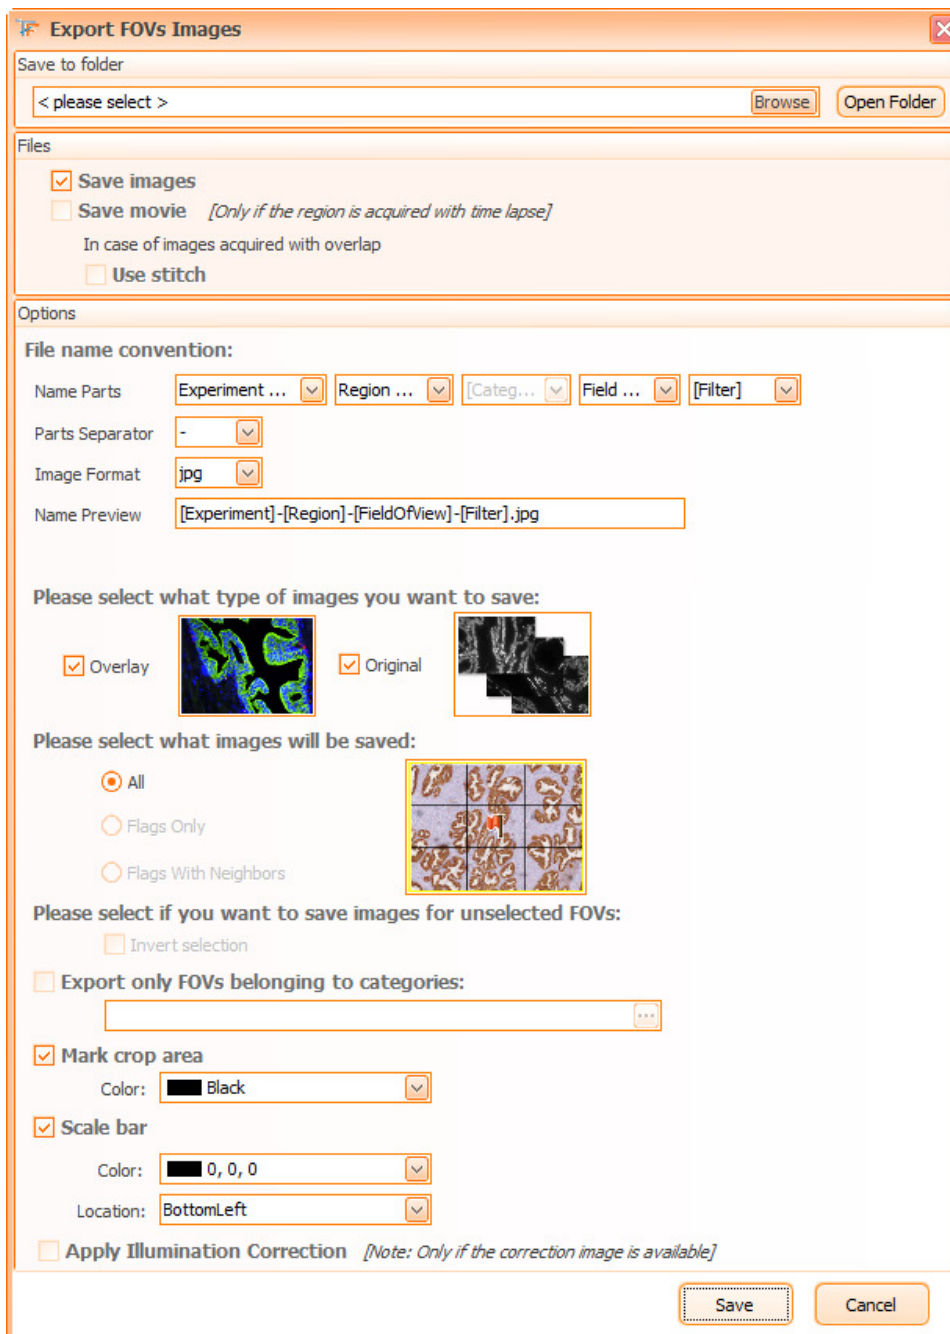 Export FOVs Images
Save to folder
< please select > Browse Open Folder
Files
Save images
Save movie [Only if the region is acquired with time lapse]
In case of images acquired with overlap
Use stitch
Options
File name convention:
Name Parts Experiment ... Region ... [Categ... Field ... [Filter]
Parts Separator -
Image Format jpg
Name Preview [Experiment]-[Region]-[FieldOfView]-[Filter].jpg
Please select what type of images you want to save:
Overlay Original
Please select what images will be saved:
All
Flags Only
Flags With Neighbors
Please select if you want to save images for unselected FOVs:
Invert selection
Export only FOVs belonging to categories:
...
Mark crop area
Color: Black
Scale bar
Color: 0, 0, 0
Location: BottomLeft
Apply Illumination Correction [Note: Only if the correction image is available]
Save Cancel